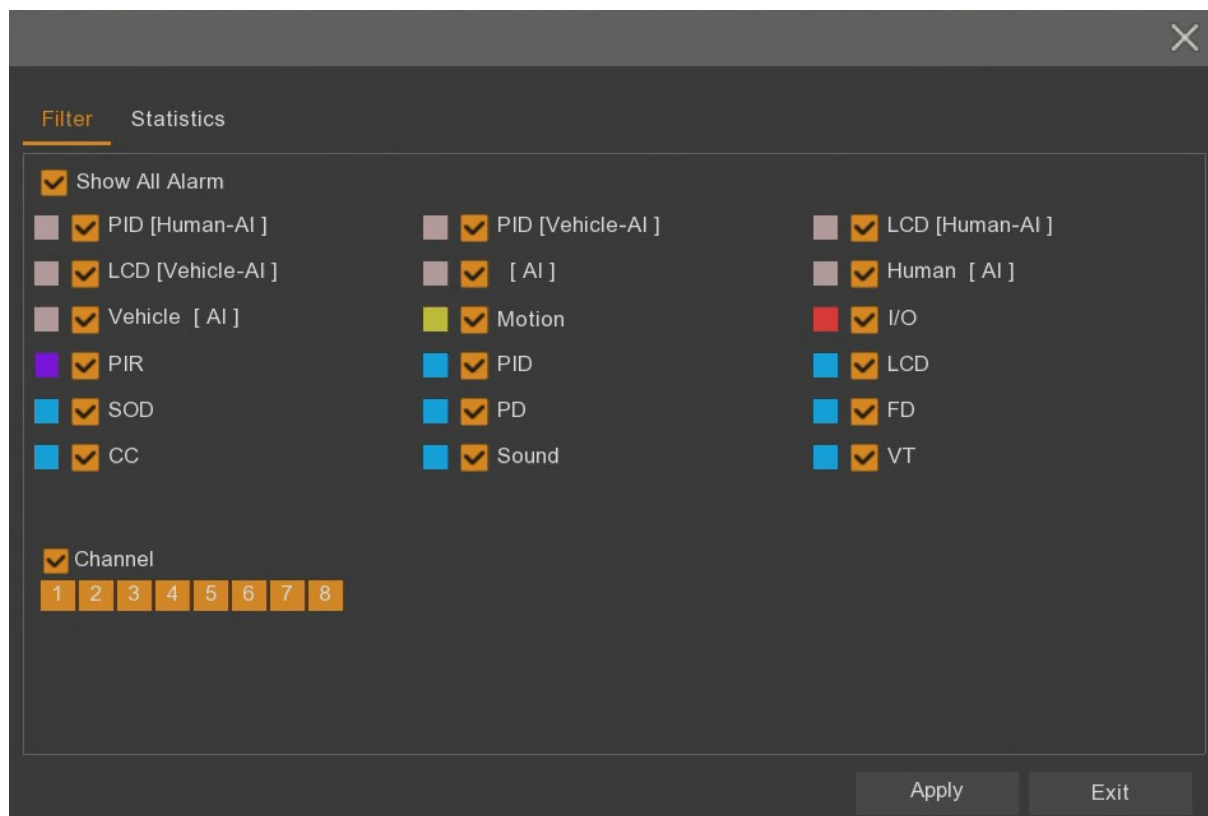 Filter Statistics
Show All Alarm
PID [Human-AI ] PID [Vehicle-AI ] LCD [Human-AI ]
LCD [Vehicle-AI ] [ AI ] Human [ AI ]
Vehicle [ AI ] Motion I/O
PIR PID LCD
SOD PD FD
CC Sound VT
Channel
1 2 3 4 5 6 7 8
Apply Exit